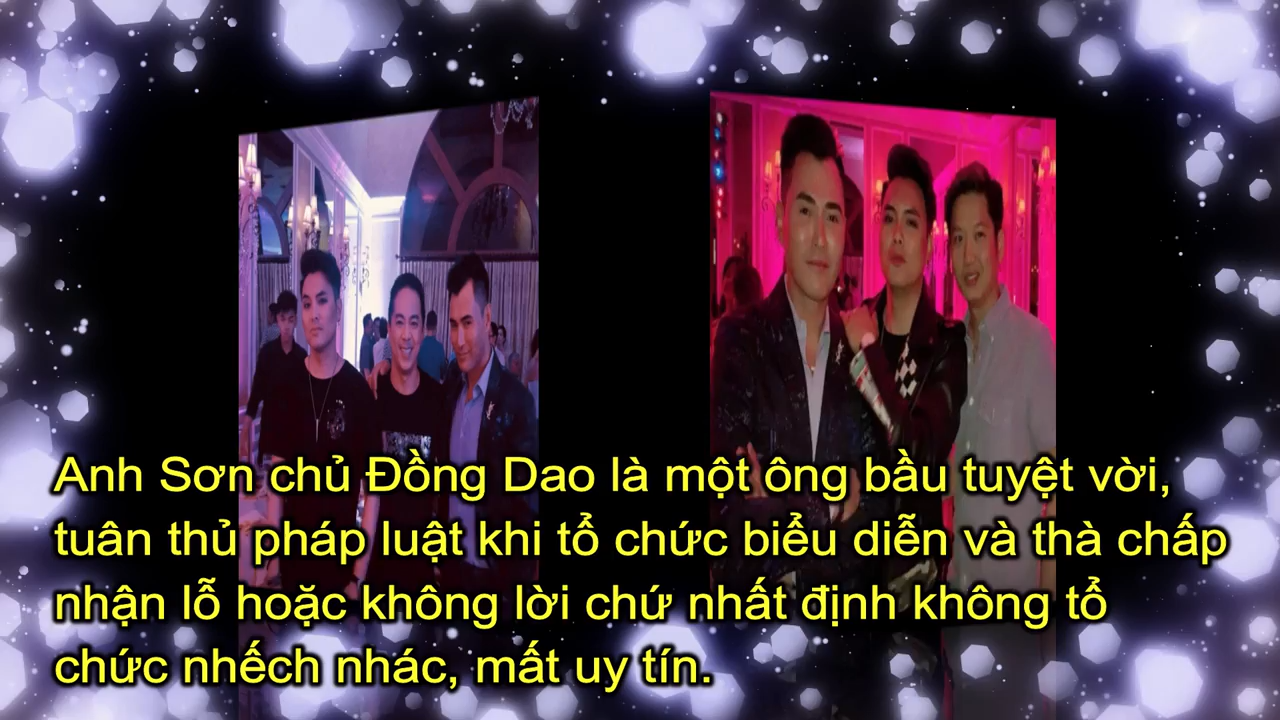 Anh Sơn chủ Đồng Dao là một ông bầu tuyệt vời,
tuân thủ pháp luật khi tổ chức biểu diễn và thà chấp
nhận lỗ hoặc không lời chứ nhất định không tổ
chức nhếch nhác, mất uy tín.